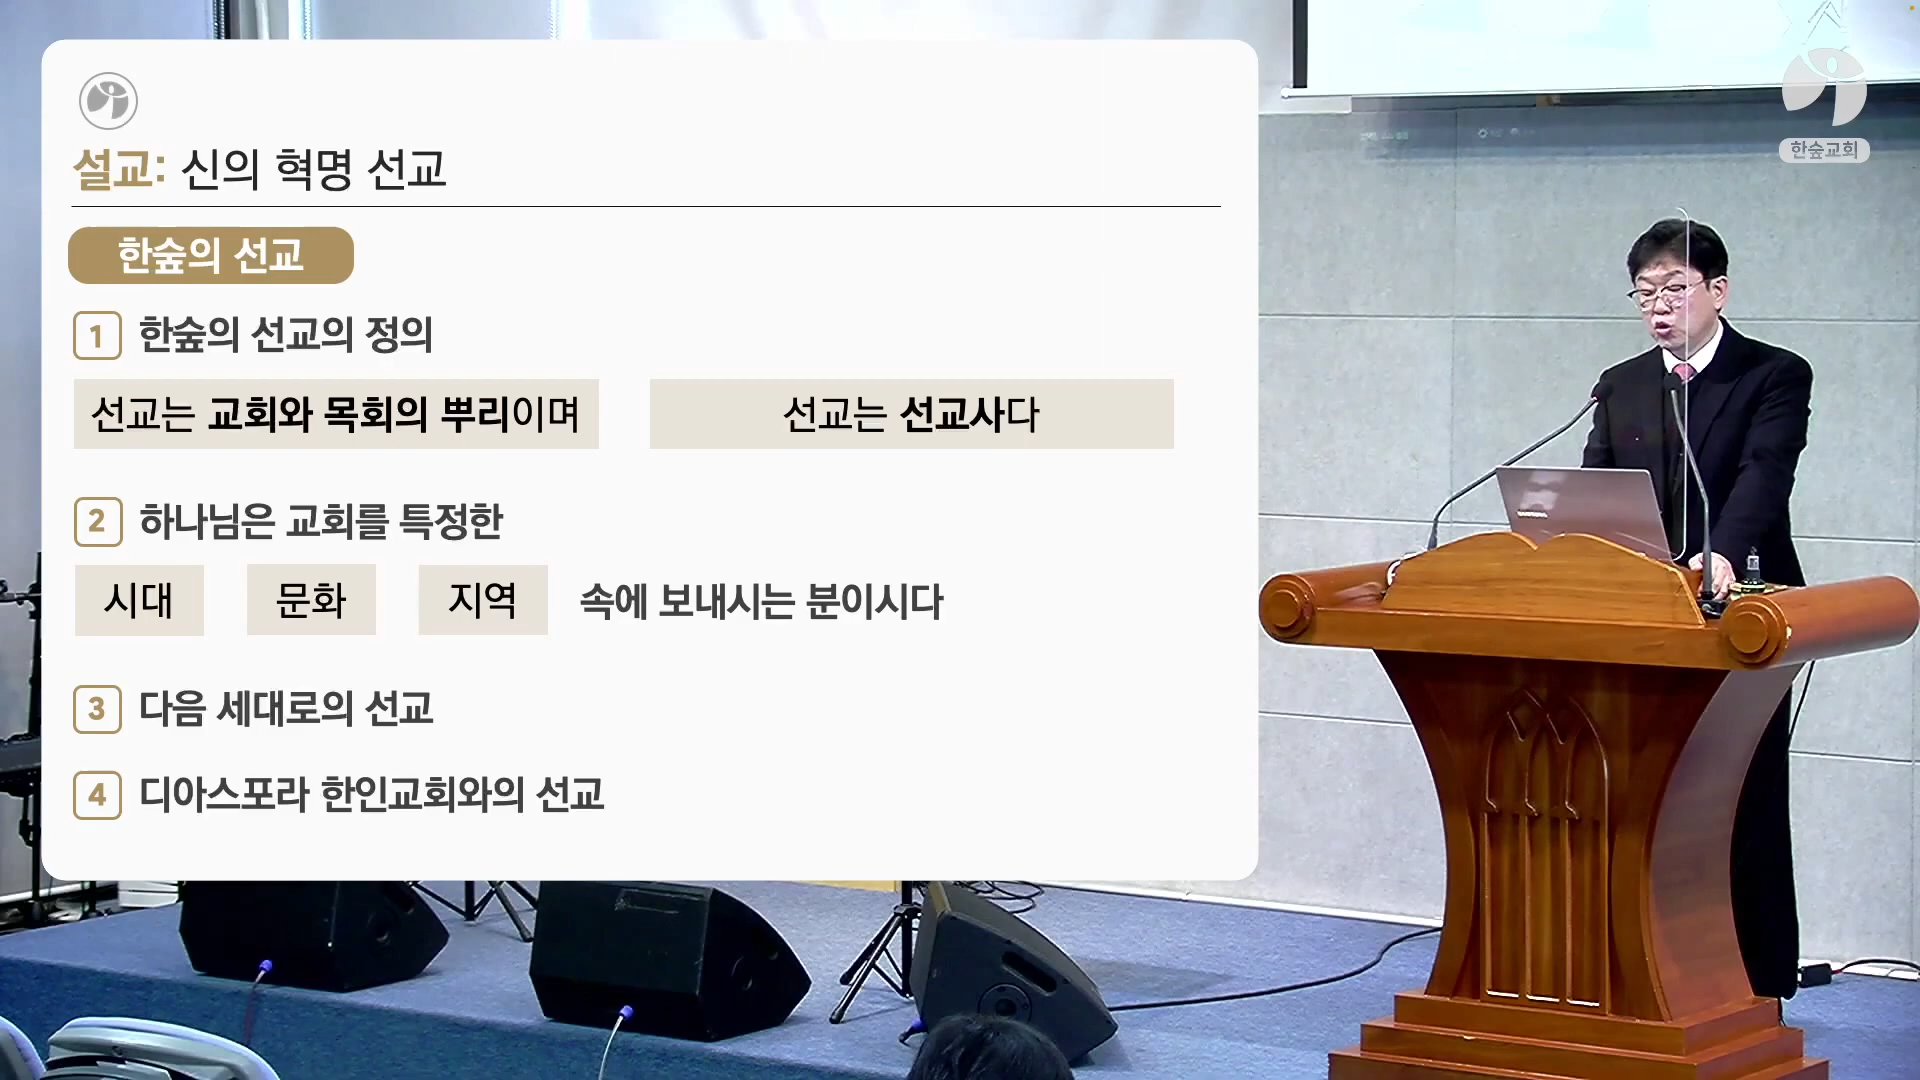 설교: 신의 혁명 선교
한숲의 선교
1 한숲의 선교의 정의
선교는 교회와 목회의 뿌리이며 선교는 선교사다
2 하나님은 교회를 특정한
시대 문화 지역 속에 보내시는 분이시다
3 다음 세대로의 선교
4 디아스포라 한인교회와의 선교
한숲교회